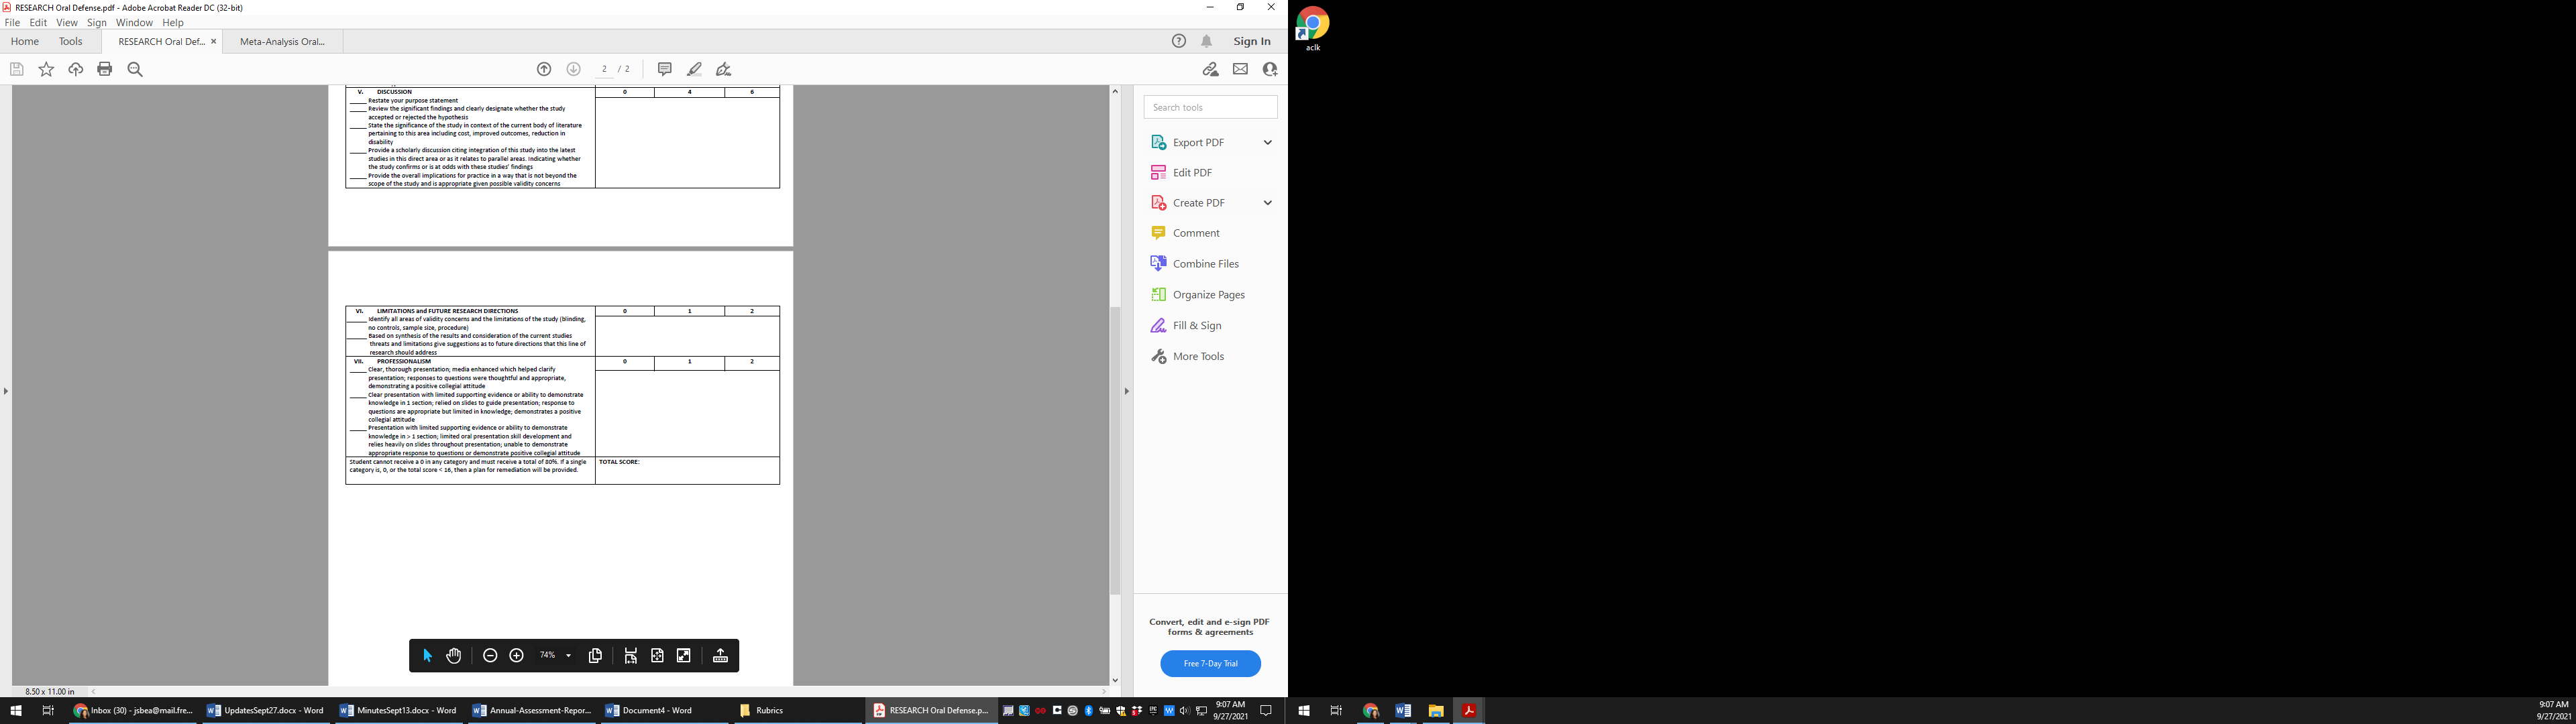 RESEARCH Oral Defense.pdf - Adobe Acrobat Reader DC (32-bit)
File Edit View Sign Window Help
Home Tools RESEARCH Oral Def... × Meta-Analysis Oral... Sign In
2 / 2
V. DISCUSSION 0 4 6
_____ Restate your purpose statement
_____ Review the significant findings and clearly designate whether the study
accepted or rejected the hypothesis
_____ State the significance of the study in context of the current body of literature
pertaining to this area including cost, improved outcomes, reduction in
disability
_____ Provide a scholarly discussion citing integration of this study into the latest
studies in this direct area or as it relates to parallel areas. Indicating whether
the study confirms or is at odds with these studies' findings
_____ Provide the overall implications for practice in a way that is not beyond the
scope of the study and is appropriate given possible validity concerns
VI. LIMITATIONS and FUTURE RESEARCH DIRECTIONS 0 1 2
______ Identify all areas of validity concerns and the limitations of the study (blinding,
no controls, sample size, procedure)
______ Based on synthesis of the results and consideration of the current studies
threats and limitations give suggestions as to future directions that this line of
research should address
VII. PROFESSIONALISM 0 1 2
_____ Clear, thorough presentation; media enhanced which helped clarify
presentation; responses to questions were thoughtful and appropriate,
demonstrating a positive collegial attitude
_____ Clear presentation with limited supporting evidence or ability to demonstrate
knowledge in 1 section; relied on slides to guide presentation; response to
questions are appropriate but limited in knowledge; demonstrates a positive
collegial attitude
_____ Presentation with limited supporting evidence or ability to demonstrate
knowledge in > 1 section; limited oral presentation skill development and
relies heavily on slides throughout presentation; unable to demonstrate
appropriate response to questions or demonstrate positive collegial attitude
Student cannot receive a 0 in any category and must receive a total of 80%. If a single
category is, 0, or the total score < 16, then a plan for remediation will be provided.
TOTAL SCORE:
74%
8.50 x 11.00 in
Search tools
Export PDF
Edit PDF
Create PDF
Comment
Combine Files
Organize Pages
Fill & Sign
More Tools
Convert, edit and e-sign PDF
forms & agreements
Free 7-Day Trial
aclk
Inbox (30) - jsbea@mail.fre... UpdatesSept27.docx - Word MinutesSept13.docx - Word Annual-Assessment-Repor... Document4 - Word Rubrics RESEARCH Oral Defense.p...
9:07 AM
9/27/2021
9:07 AM
9/27/2021